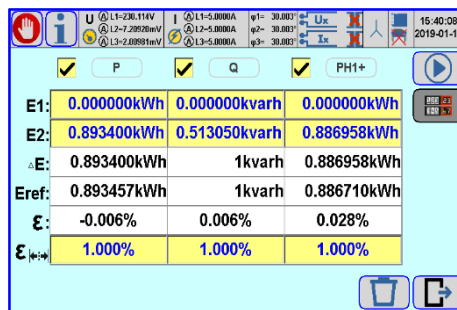 U L1=230.114V I L1=5.0000A φ1= 30.003° Ux 15:40:08
L2=7.20920mV L2=5.0000A φ2= 30.003° 2019-01-1
L3=2.00981mV L3=5.0000A φ3= 30.003° Ix
P Q PH1+
E1: 0.000000kWh 0.000000kvarh 0.000000kWh
E2: 0.893400kWh 0.513050kvarh 0.886958kWh
△E: 0.893400kWh 1kvarh 0.886958kWh
Eref: 0.893457kWh 1kvarh 0.886710kWh
Ɛ: -0.006% 0.006% 0.028%
Ɛ 1.000% 1.000% 1.000%